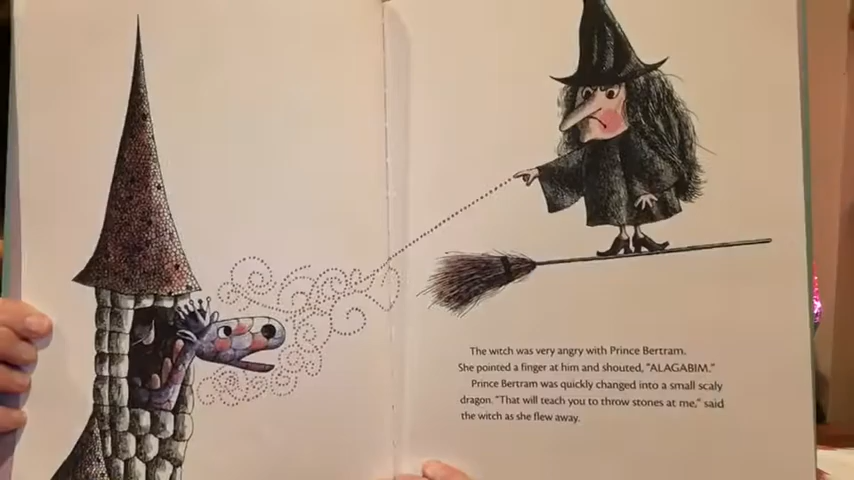 The witch was very angry with Prince Bertram.
She pointed a finger at him and shouted, "ALAGABIM."
Prince Bertram was quickly changed into a small scaly
dragon. "That will teach you to throw stones at me," said
the witch as she flew away.